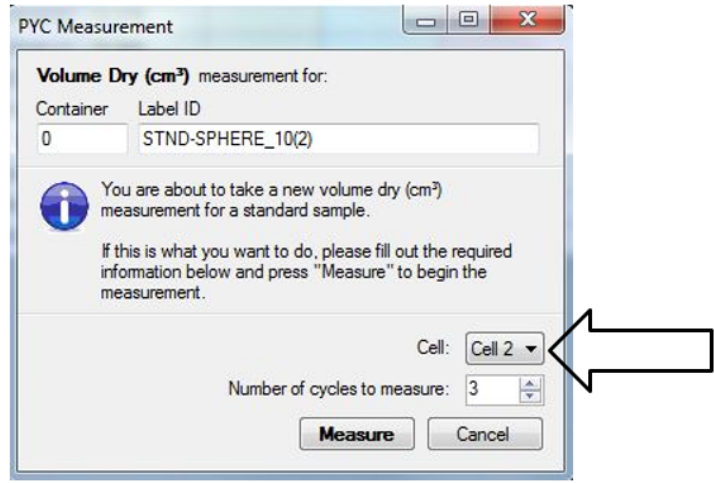 PYC Measurement
Volume Dry (cm³) measurement for:
Container Label ID
0 STND-SPHERE_10(2)
You are about to take a new volume dry (cm³)
measurement for a standard sample.
If this is what you want to do, please fill out the required
information below and press "Measure" to begin the
measurement.
Cell: Cell 2
Number of cycles to measure: 3
Measure Cancel